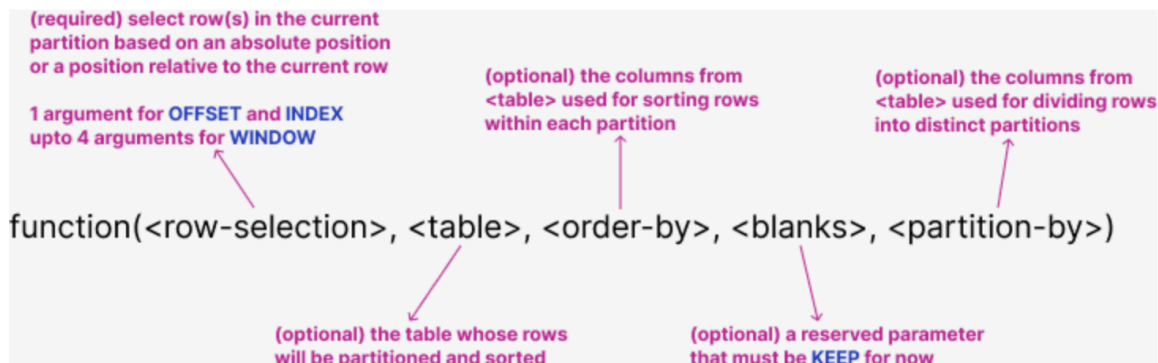 (required) select row(s) in the current
partition based on an absolute position
or a position relative to the current row
1 argument for OFFSET and INDEX
upto 4 arguments for WINDOW
(optional) the columns from
<table> used for sorting rows
within each partition
(optional) the columns from
<table> used for dividing rows
into distinct partitions
function(<row-selection>, <table>, <order-by>, <blanks>, <partition-by>)
(optional) the table whose rows
will be partitioned and sorted
(optional) a reserved parameter
that must be KEEP for now